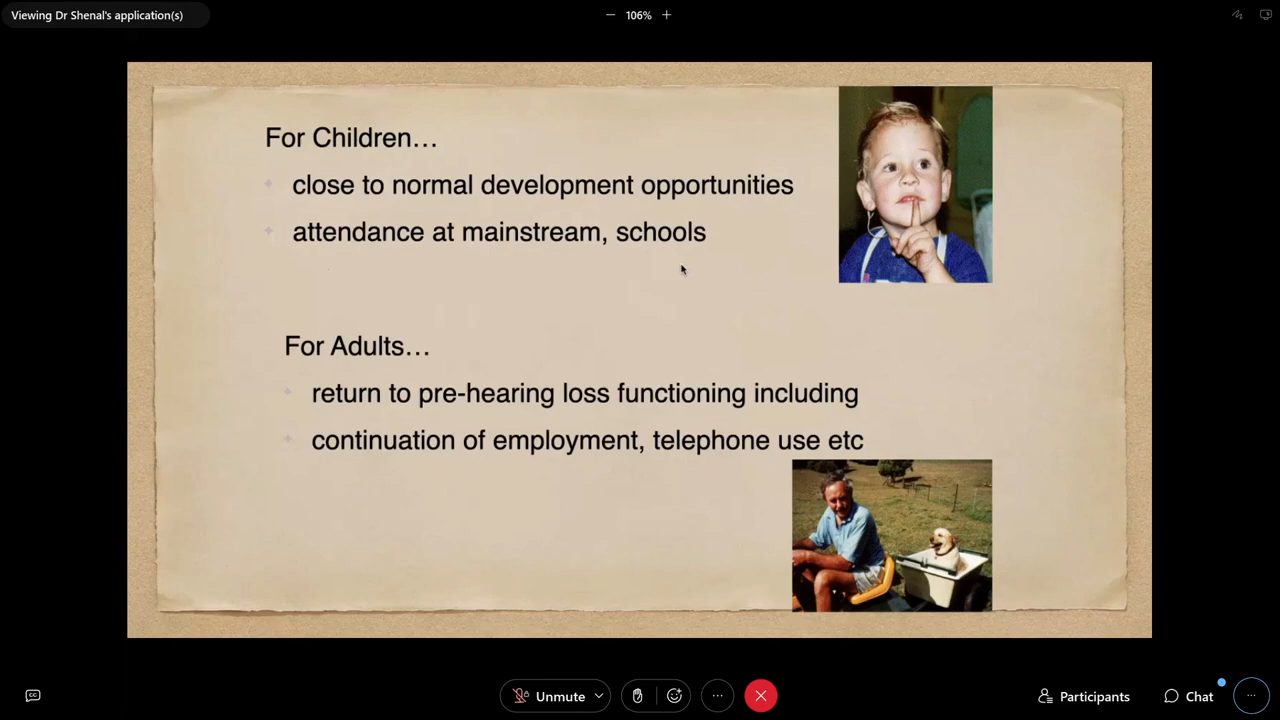 Viewing Dr Shenal's application(s)
106%
For Children…
close to normal development opportunities
attendance at mainstream, schools
For Adults…
return to pre-hearing loss functioning including
continuation of employment, telephone use etc
CC
Unmute
Participants
Chat